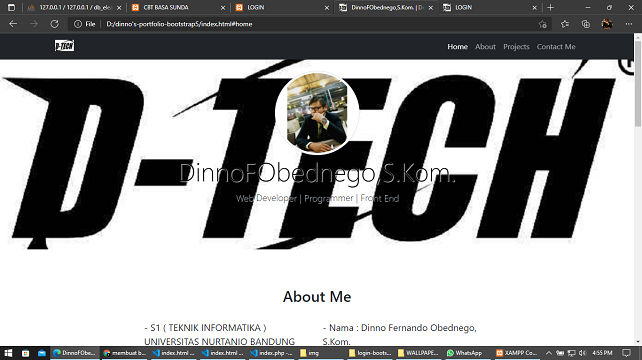 127.0.0.1 / 127.0.0.1 / db_ele
CBT BASA SUNDA
LOGIN
DinnoFObednego,S.Kom. | D
LOGIN
File
D:/dinno's-portfolio-bootstrap5/index.html#home
D-TECH
Home
About
Projects
Contact Me
D-TECH
DinnoFObednego,S.Kom.
Web Developer | Programmer | Front End
About Me
- S1 ( TEKNIK INFORMATIKA )
UNIVERSITAS NURTANIO BANDUNG
- Nama : Dinno Fernando Obednego,
S.Kom.
DinnoFObe...
membuat b...
index.html ...
index.html ...
index.php -...
img
login-boots...
WALLPAPE...
WhatsApp
XAMPP Co...
4:55 PM